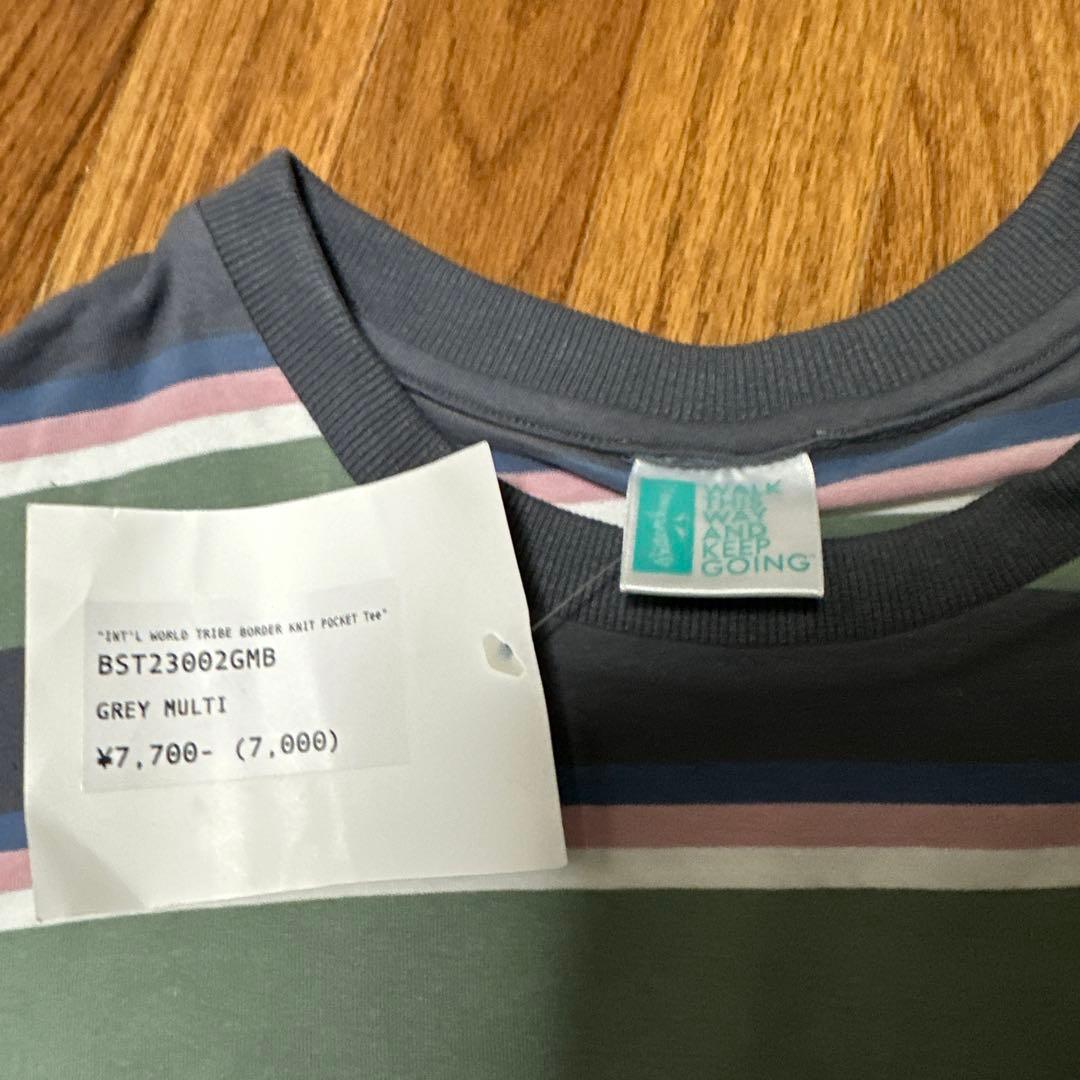 "INT'L WORLD TRIBE BORDER KNIT POCKET Tee"
BST23002GMB
GREY MULTI
¥7,700- (7,000)
WALK
THEY
WAY
AND
KEEP
GOING